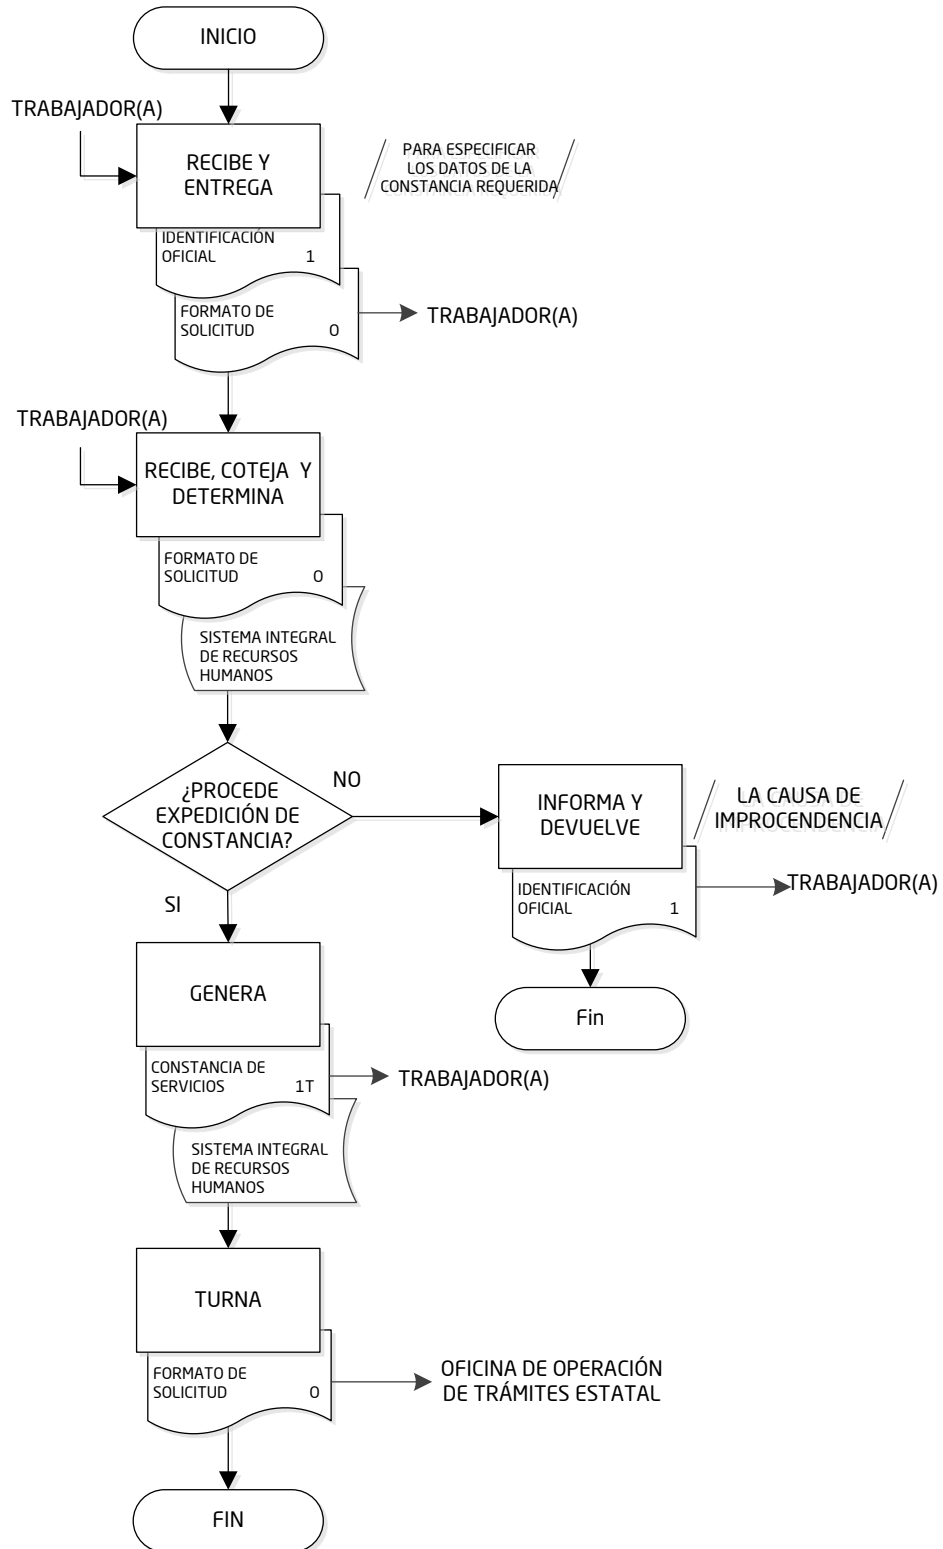 INICIO
TRABAJADOR(A)
RECIBE Y
ENTREGA
PARA ESPECIFICAR
LOS DATOS DE LA
CONSTANCIA REQUERIDA
IDENTIFICACIÓN
OFICIAL 1
FORMATO DE
SOLICITUD O
TRABAJADOR(A)
TRABAJADOR(A)
RECIBE, COTEJA Y
DETERMINA
FORMATO DE
SOLICITUD O
SISTEMA INTEGRAL
DE RECURSOS
HUMANOS
¿PROCEDE
EXPEDICIÓN DE
CONSTANCIA?
NO
INFORMA Y
DEVUELVE
LA CAUSA DE
IMPROCENDENCIA
IDENTIFICACIÓN
OFICIAL 1
TRABAJADOR(A)
Fin
SI
GENERA
CONSTANCIA DE
SERVICIOS 1T
TRABAJADOR(A)
SISTEMA INTEGRAL
DE RECURSOS
HUMANOS
TURNA
FORMATO DE
SOLICITUD O
OFICINA DE OPERACIÓN
DE TRÁMITES ESTATAL
FIN